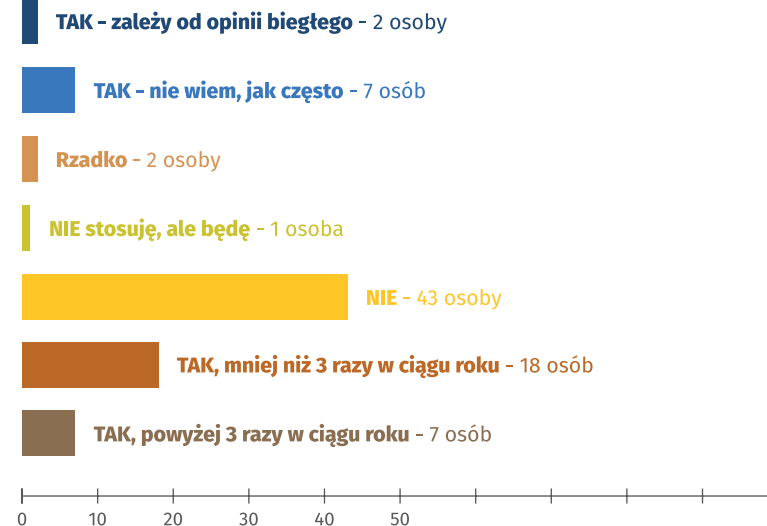 TAK - zależy od opinii biegłego - 2 osoby
TAK - nie wiem, jak często - 7 osób
Rzadko - 2 osoby
NIE stosuję, ale będę - 1 osoba
NIE - 43 osoby
TAK, mniej niż 3 razy w ciągu roku - 18 osób
TAK, powyżej 3 razy w ciągu roku - 7 osób
0 10 20 30 40 50